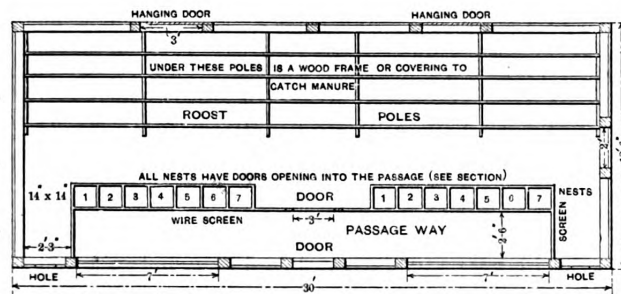 HANGING DOOR HANGING DOOR
3'
UNDER THESE POLES IS A WOOD FRAME OR COVERING TO
CATCH MANURE
ROOST POLES
ALL NESTS HAVE DOORS OPENING INTO THE PASSAGE (SEE SECTION)
14" x 14" 1 2 3 4 5 6 7 DOOR 1 2 3 4 5 6 7 NESTS
WIRE SCREEN 3' PASSAGE WAY 2'-6" SCREEN
2'-3" DOOR
HOLE 7' 7' HOLE
30'